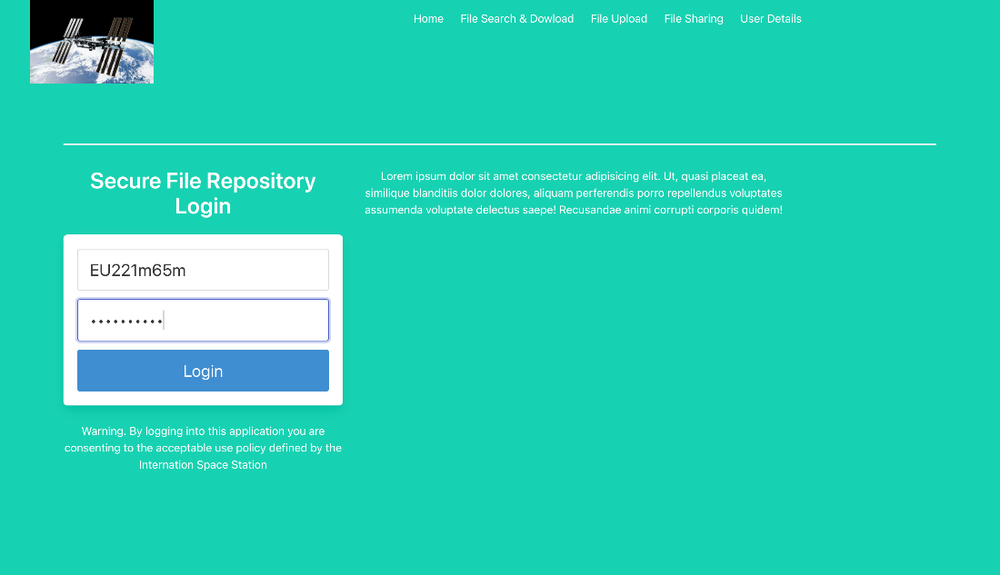 Home File Search & Dowload File Upload File Sharing User Details
Secure File Repository
Login
Lorem ipsum dolor sit amet consectetur adipisicing elit. Ut, quasi placeat ea,
similique blanditiis dolor dolores, aliquam perferendis porro repellendus voluptates
assumenda voluptate delectus saepe! Recusandae animi corrupti corporis quidem!
EU221m65m
••••••••••
Login
Warning. By logging into this application you are
consenting to the acceptable use policy defined by the
Internation Space Station